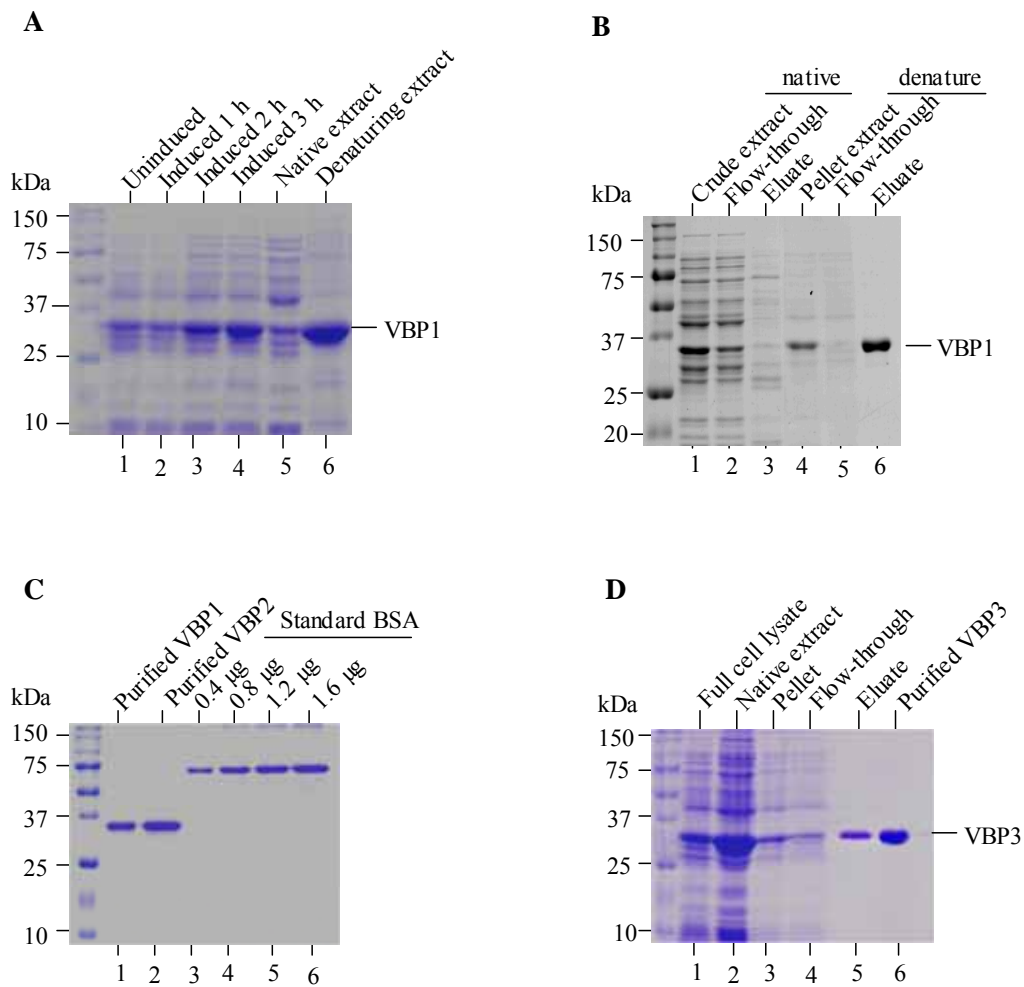 A
Uninduced
Induced 1 h
Induced 2 h
Induced 3 h
Native extract
Denaturing extract
kDa
150
75
37
25
10
VBP1
1 2 3 4 5 6
B
native
denature
Crude extract
Flow-through
Eluate
Pellet extract
Flow-through
Eluate
kDa
150
75
37
25
20
VBP1
1 2 3 4 5 6
C
Purified VBP1
Purified VBP2
Standard BSA
0.4 µg
0.8 µg
1.2 µg
1.6 µg
kDa
150
75
37
25
10
1 2 3 4 5 6
D
Full cell lysate
Native extract
Pellet
Flow-through
Eluate
Purified VBP3
kDa
150
75
37
25
10
VBP3
1 2 3 4 5 6